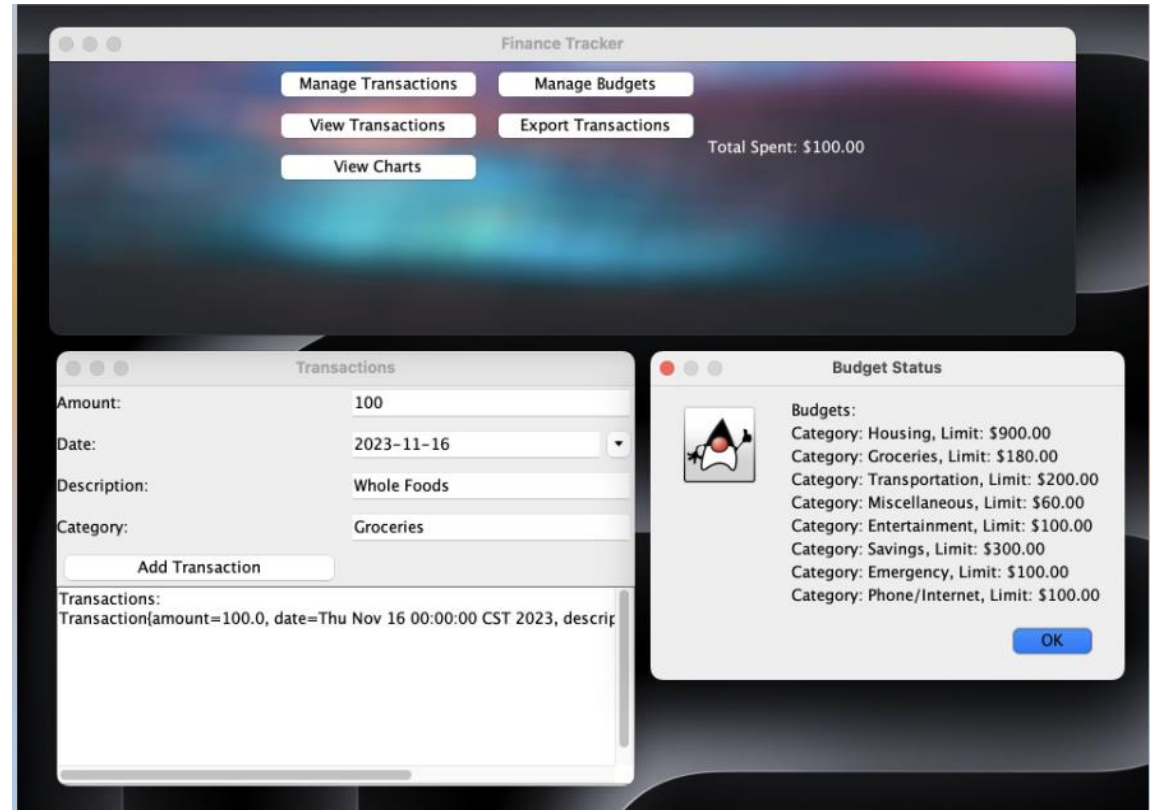 Finance Tracker
Manage Transactions
Manage Budgets
View Transactions
Export Transactions
View Charts
Total Spent: $100.00
Transactions
Amount:
100
Date:
2023-11-16
Description:
Whole Foods
Category:
Groceries
Add Transaction
Transactions:
Transaction{amount=100.0, date=Thu Nov 16 00:00:00 CST 2023, descrip
Budget Status
Budgets:
Category: Housing, Limit: $900.00
Category: Groceries, Limit: $180.00
Category: Transportation, Limit: $200.00
Category: Miscellaneous, Limit: $60.00
Category: Entertainment, Limit: $100.00
Category: Savings, Limit: $300.00
Category: Emergency, Limit: $100.00
Category: Phone/Internet, Limit: $100.00
OK